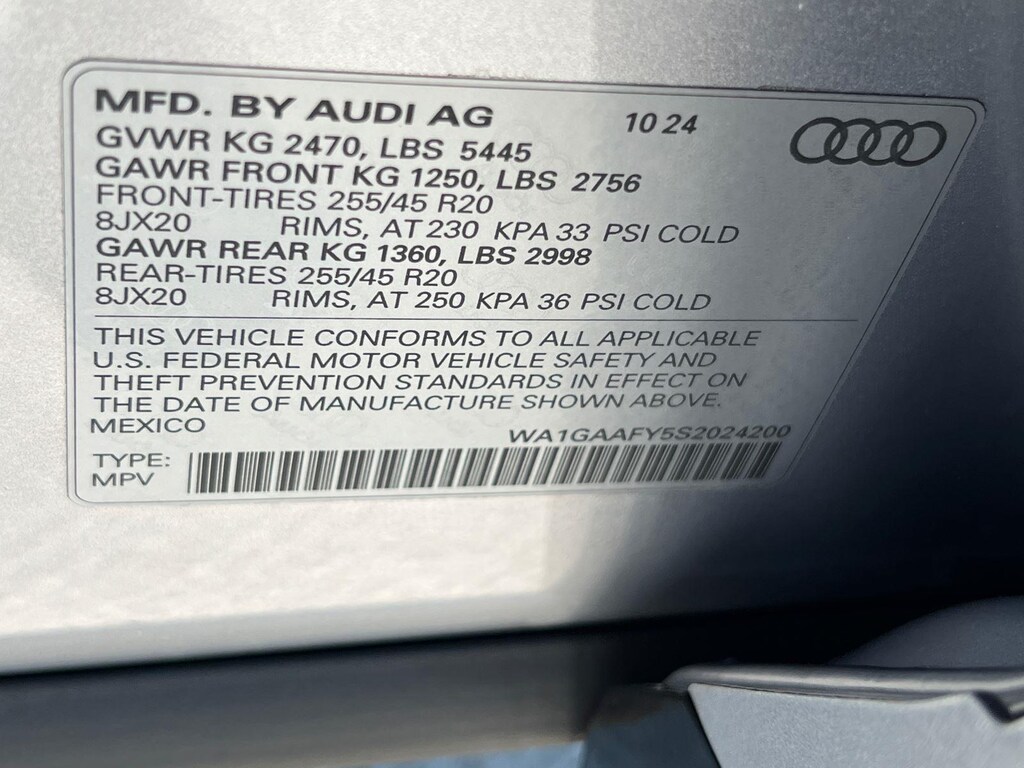 MFD. BY AUDI AG 10 24
GVWR KG 2470, LBS 5445
GAWR FRONT KG 1250, LBS 2756
FRONT-TIRES 255/45 R20
8JX20 RIMS, AT 230 KPA 33 PSI COLD
GAWR REAR KG 1360, LBS 2998
REAR-TIRES 255/45 R20
8JX20 RIMS, AT 250 KPA 36 PSI COLD
THIS VEHICLE CONFORMS TO ALL APPLICABLE
U.S. FEDERAL MOTOR VEHICLE SAFETY AND
THEFT PREVENTION STANDARDS IN EFFECT ON
THE DATE OF MANUFACTURE SHOWN ABOVE.
MEXICO
WA1GAAFY5S2024200
TYPE:
MPV